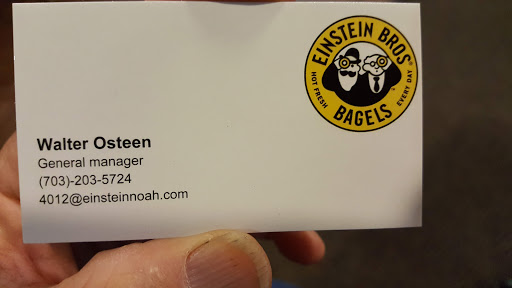 EINSTEIN BROS®
HOT FRESH
EVERY DAY
BAGELS
Walter Osteen
General manager
(703)-203-5724
4012@einsteinnoah.com